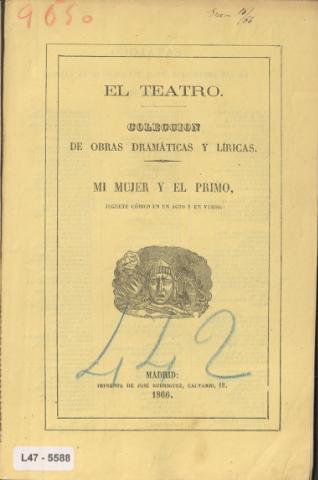 9650
EL TEATRO.
COLECCION
DE OBRAS DRAMÁTICAS Y LÍRICAS.
MI MUJER Y EL PRIMO,
JUGUETE CÓMICO EN UN ACTO Y EN VERSO.
442
MADRID:
IMPRENTA DE JOSÉ RODRIGUEZ, CALVARIO, 18.
1866.
L47 - 5588